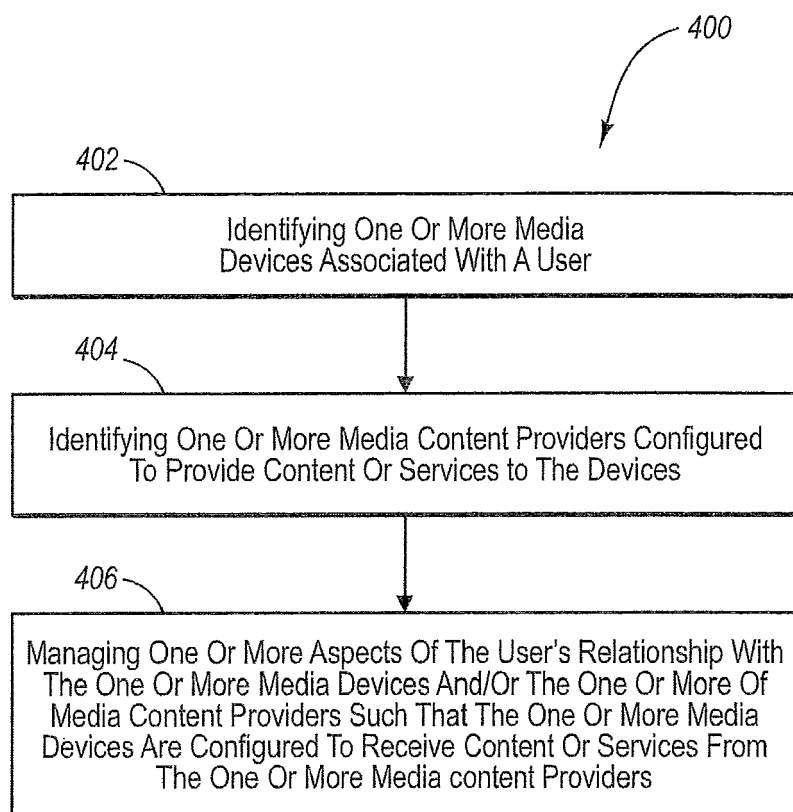 400
402
Identifying One Or More Media
Devices Associated With A User
404
Identifying One Or More Media Content Providers Configured
To Provide Content Or Services to The Devices
406
Managing One Or More Aspects Of The User's Relationship With
The One Or More Media Devices And/Or The One Or More Of
Media Content Providers Such That The One Or More Media
Devices Are Configured To Receive Content Or Services From
The One Or More Media content Providers